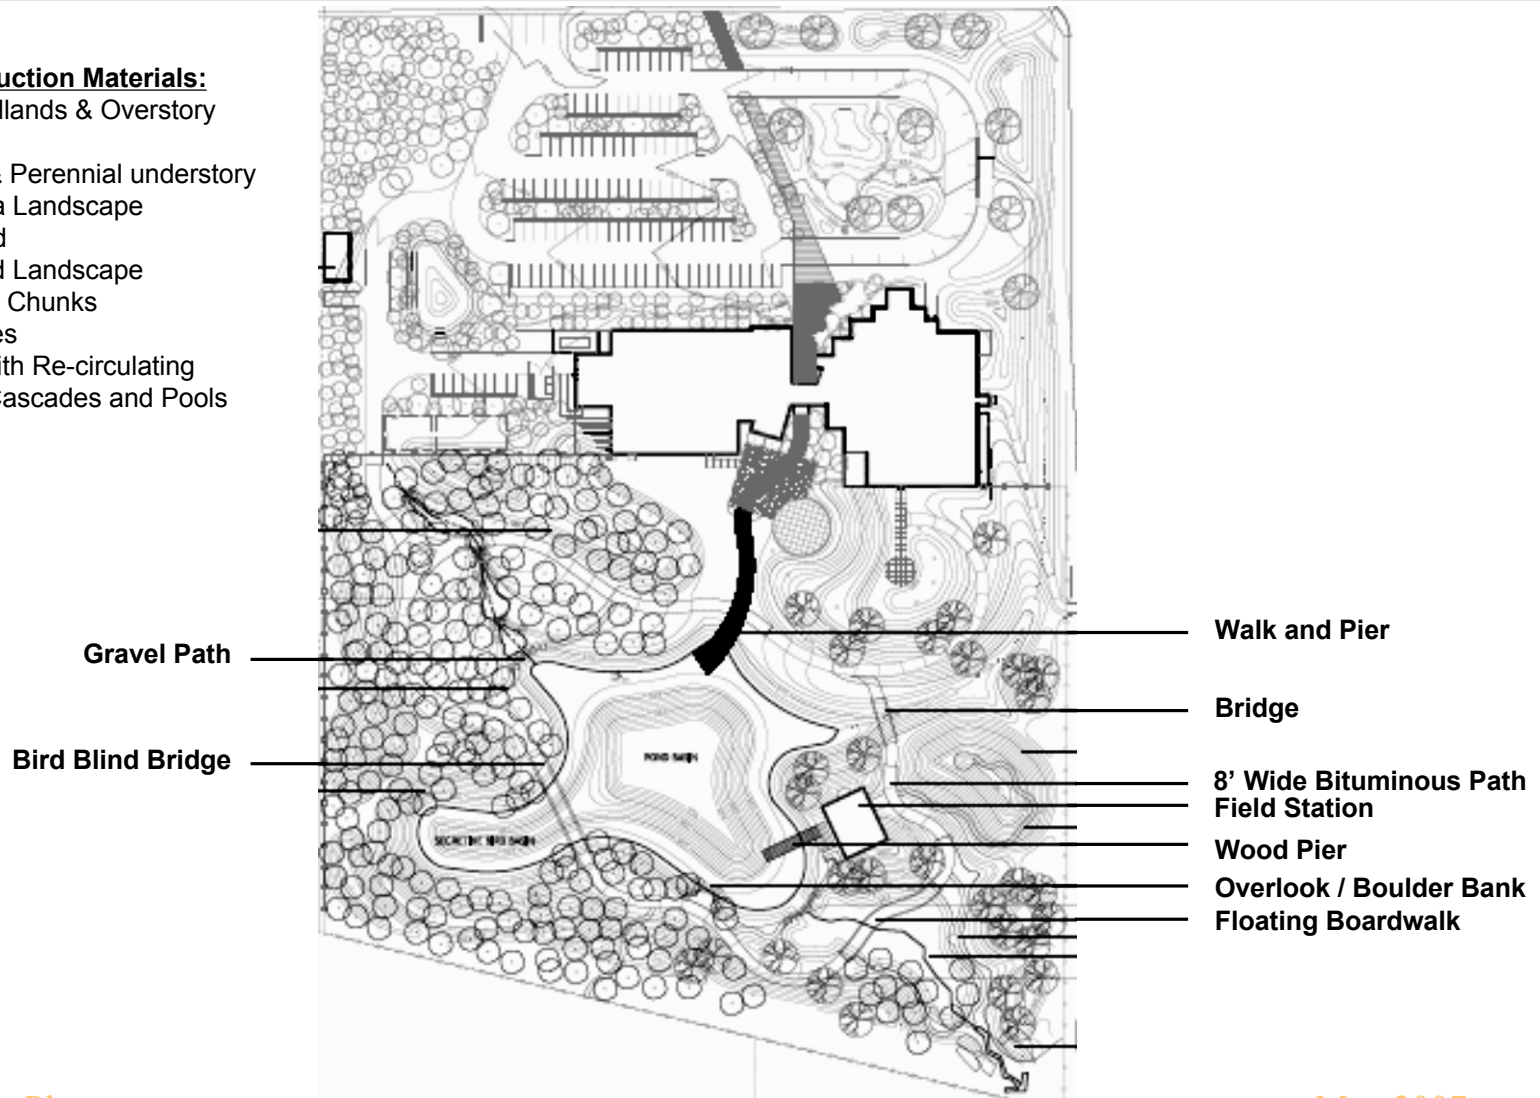 uction Materials:
llands & Overstory
& Perennial understory
a Landscape
d
d Landscape
Chunks
es
ith Re-circulating
Cascades and Pools
Gravel Path
Bird Blind Bridge
POND BASIN
SECRETIVE BIRD BASIN
Walk and Pier
Bridge
8’ Wide Bituminous Path
Field Station
Wood Pier
Overlook / Boulder Bank
Floating Boardwalk